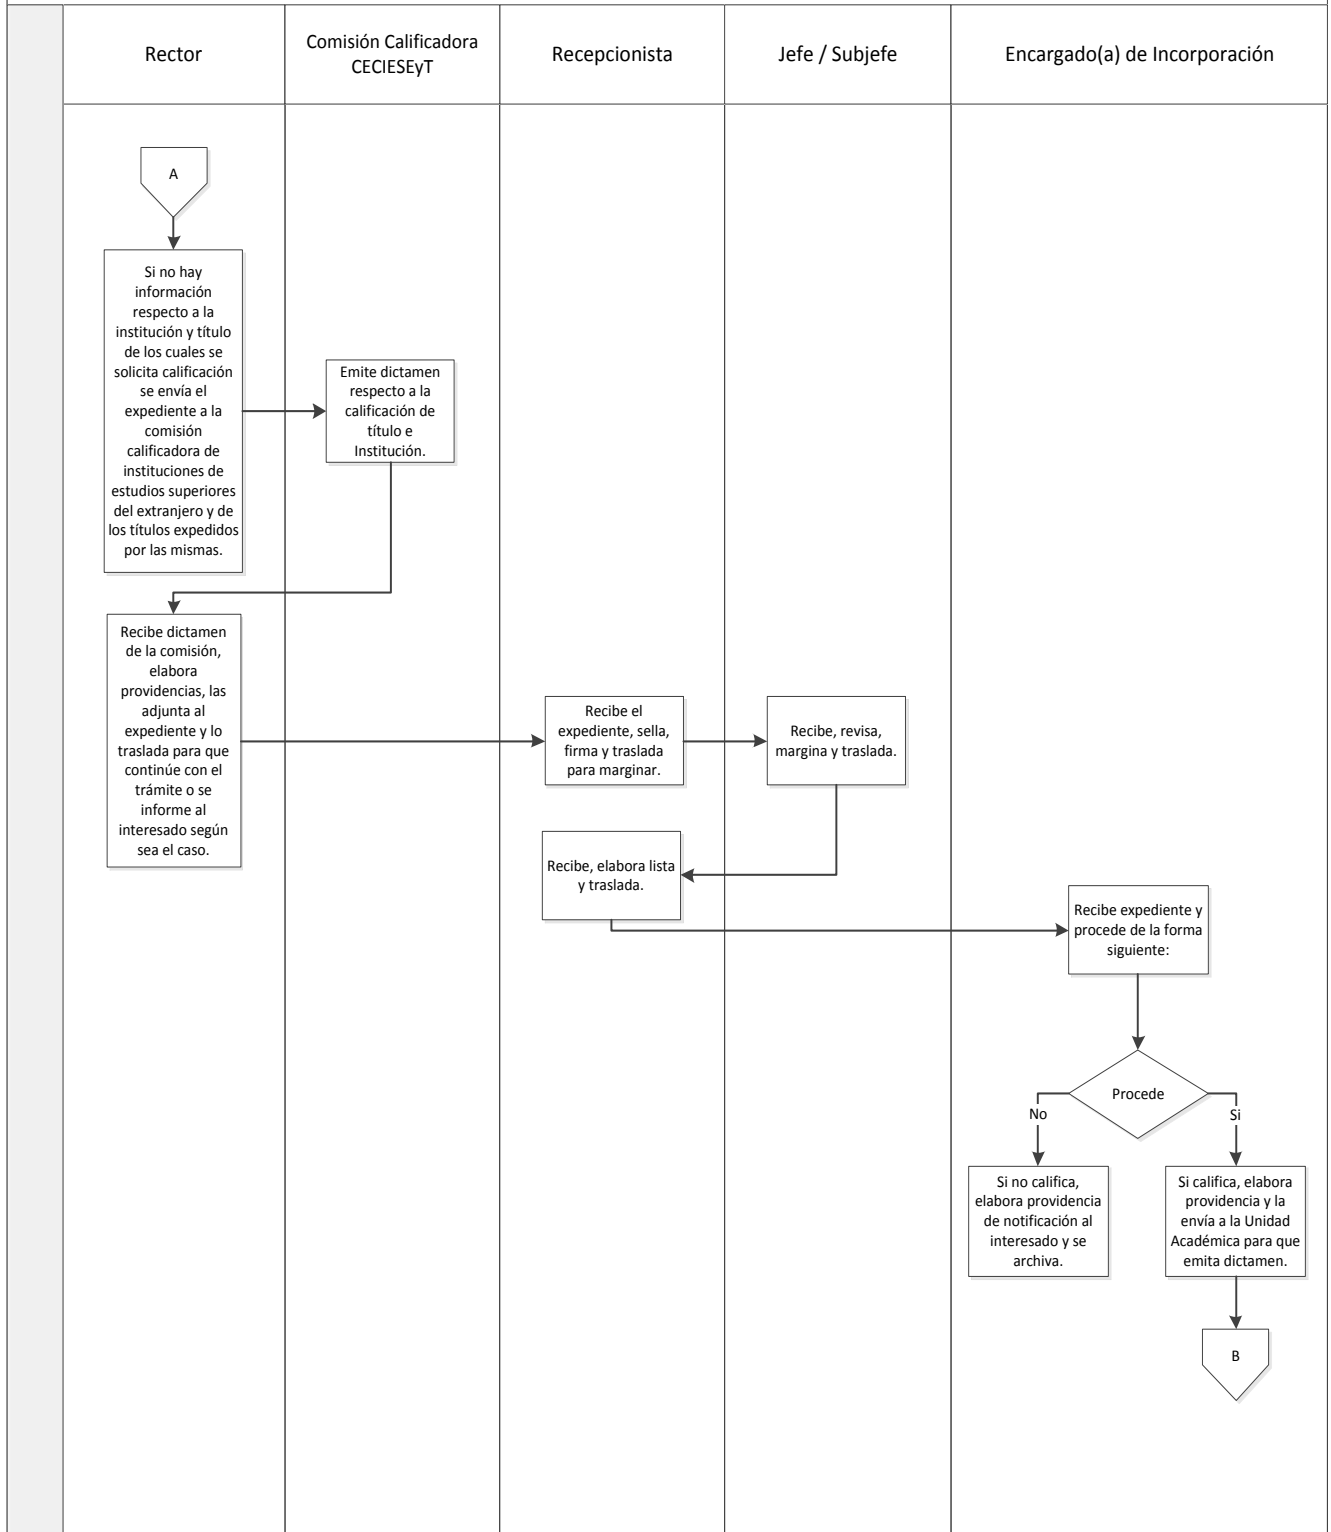 Rector
Comisión Calificadora
CECIESEyT
Recepcionista
Jefe / Subjefe
Encargado(a) de Incorporación
A
Si no hay
información
respecto a la
institución y título
de los cuales se
solicita calificación
se envía el
expediente a la
comisión
calificadora de
instituciones de
estudios superiores
del extranjero y de
los títulos expedidos
por las mismas.
Emite dictamen
respecto a la
calificación de
título e
Institución.
Recibe dictamen
de la comisión,
elabora
providencias, las
adjunta al
expediente y lo
traslada para que
continúe con el
trámite o se
informe al
interesado según
sea el caso.
Recibe el
expediente, sella,
firma y traslada
para marginar.
Recibe, revisa,
margina y traslada.
Recibe, elabora lista
y traslada.
Recibe expediente y
procede de la forma
siguiente:
Procede
No
Si
Si no califica,
elabora providencia
de notificación al
interesado y se
archiva.
Si califica, elabora
providencia y la
envía a la Unidad
Académica para que
emita dictamen.
B